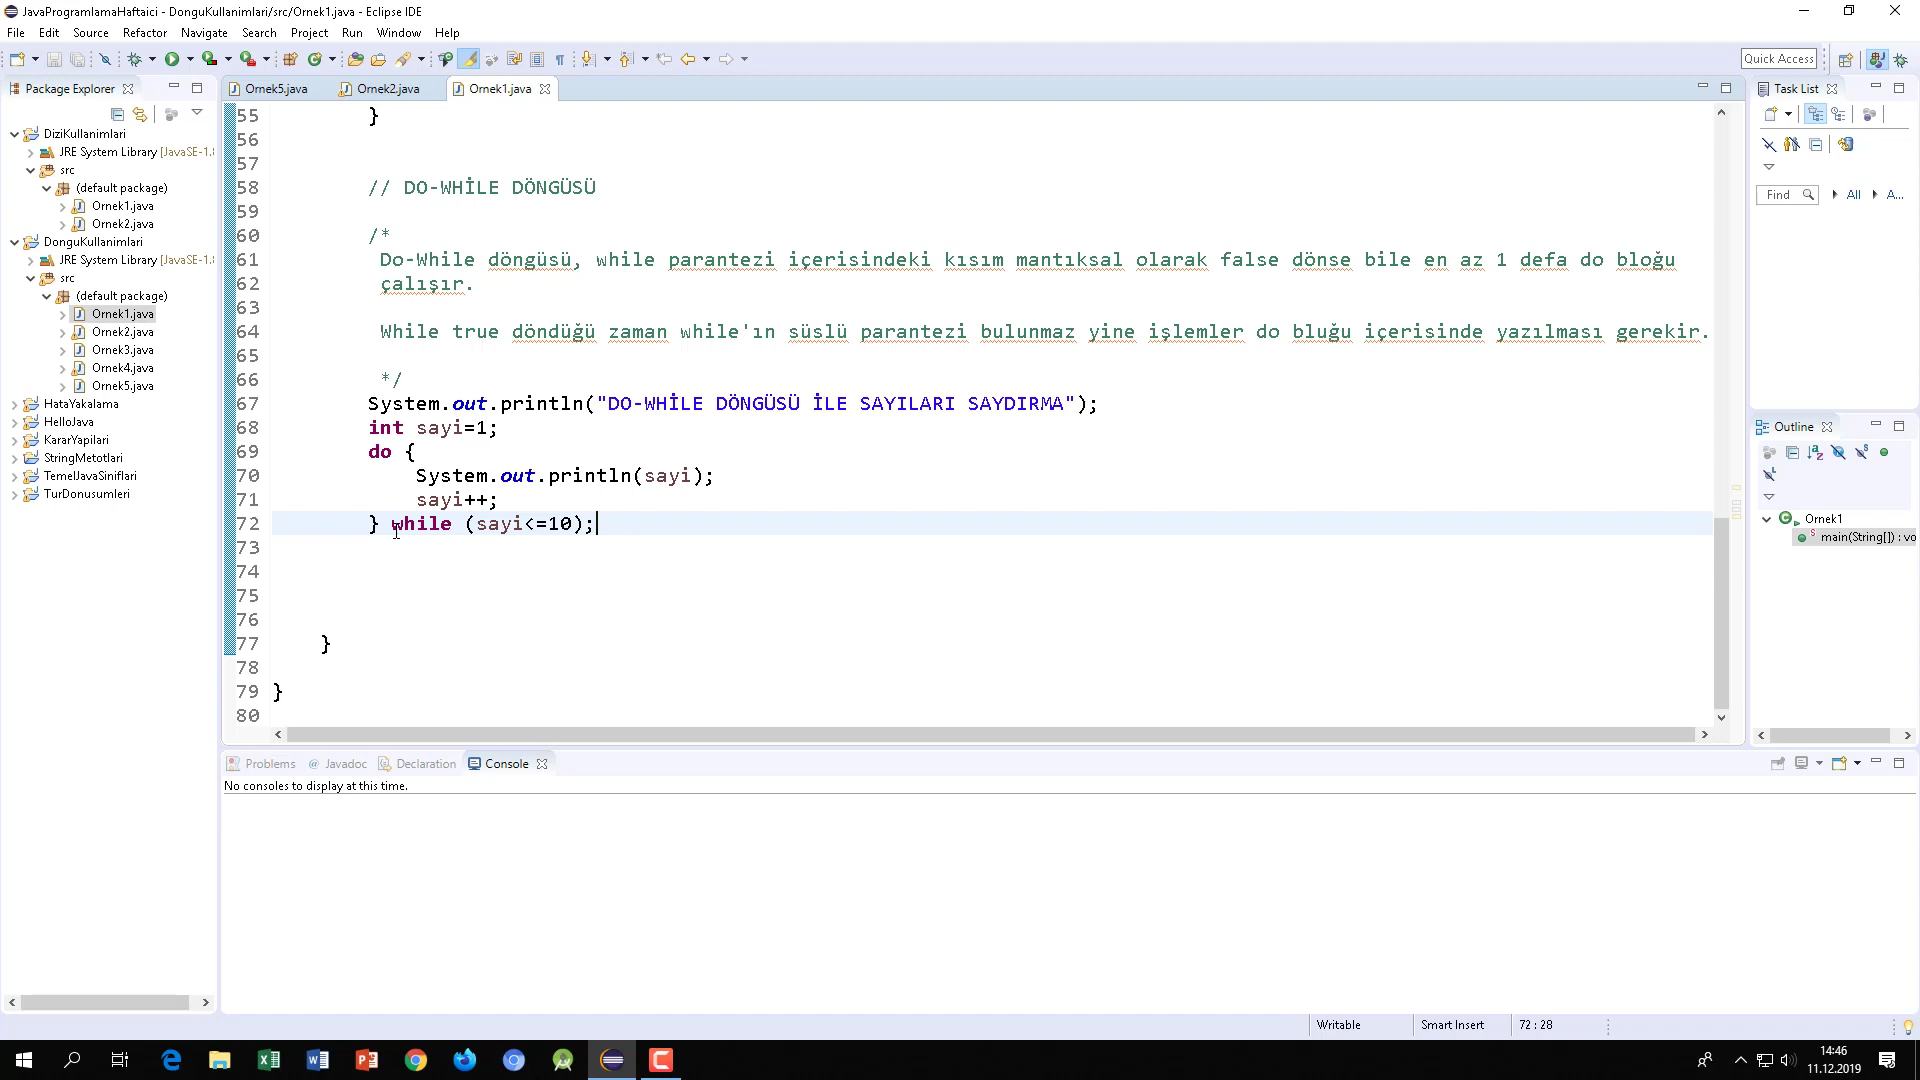 JavaProgramlamaHaftaici - DonguKullanimlari/src/Ornek1.java - Eclipse IDE
File Edit Source Refactor Navigate Search Project Run Window Help
Quick Access
Package Explorer
Ornek5.java Ornek2.java Ornek1.java
Task List
DiziKullanimlari
JRE System Library [JavaSE-1.8
src
(default package)
Ornek1.java
Ornek2.java
DonguKullanimlari
JRE System Library [JavaSE-1.8
src
(default package)
Ornek1.java
Ornek2.java
Ornek3.java
Ornek4.java
Ornek5.java
HataYakalama
HelloJava
KararYapilari
StringMetotlari
TemelJavaSiniflari
TurDonusumleri
55 }
56
57
58 // DO-WHİLE DÖNGÜSÜ
59
60 /*
61 Do-While döngüsü, while parantezi içerisindeki kısım mantıksal olarak false dönse bile en az 1 defa do bloğu
62 çalışır.
63
64 While true döndüğü zaman while'ın süslü parantezi bulunmaz yine işlemler do bluğu içerisinde yazılması gerekir.
65
66 */
67 System.out.println("DO-WHİLE DÖNGÜSÜ İLE SAYILARI SAYDIRMA");
68 int sayi=1;
69 do {
70 System.out.println(sayi);
71 sayi++;
72 } while (sayi<=10);
73
74
75
76
77 }
78
79 }
80
Find All A...
Outline
Ornek1
main(String[]) : vo
Problems @ Javadoc Declaration Console
No consoles to display at this time.
Writable Smart Insert 72 : 28
14:46
11.12.2019